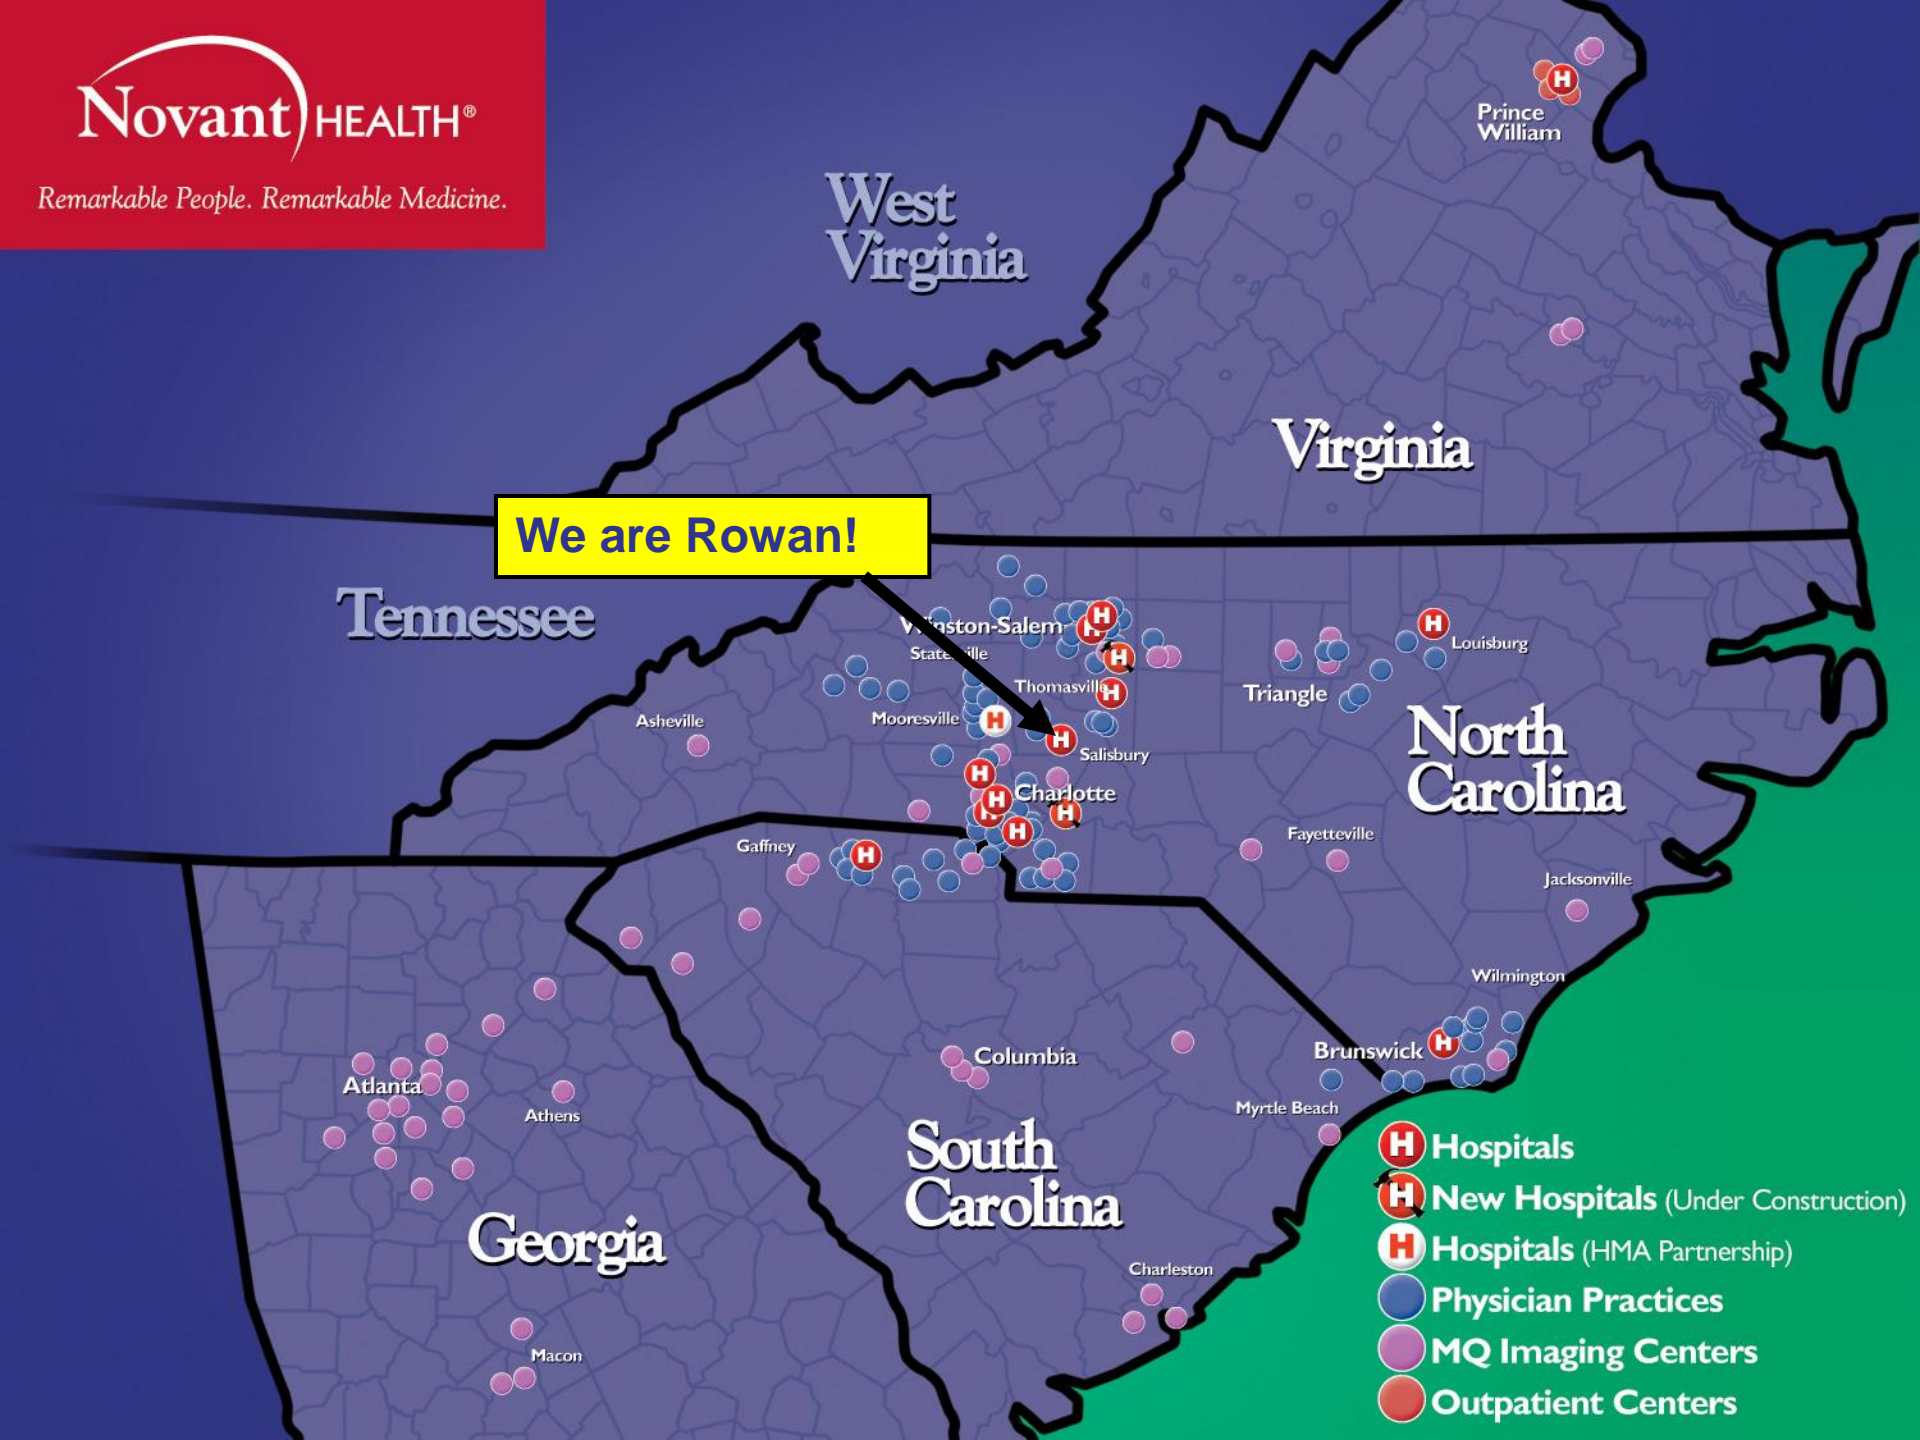 Novant HEALTH®
Remarkable People. Remarkable Medicine.
Prince
William
West
Virginia
Virginia
We are Rowan!
Tennessee
Winston-Salem
Statesville
Louisburg
Thomasville
Triangle
Asheville
Mooresville
H
Salisbury
North
Carolina
Charlotte
Gaffney
Fayetteville
Jacksonville
Wilmington
Columbia
Brunswick
Atlanta
Athens
Myrtle Beach
South
Carolina
Georgia
Charleston
Macon
H Hospitals
H New Hospitals (Under Construction)
H Hospitals (HMA Partnership)
Physician Practices
MQ Imaging Centers
Outpatient Centers